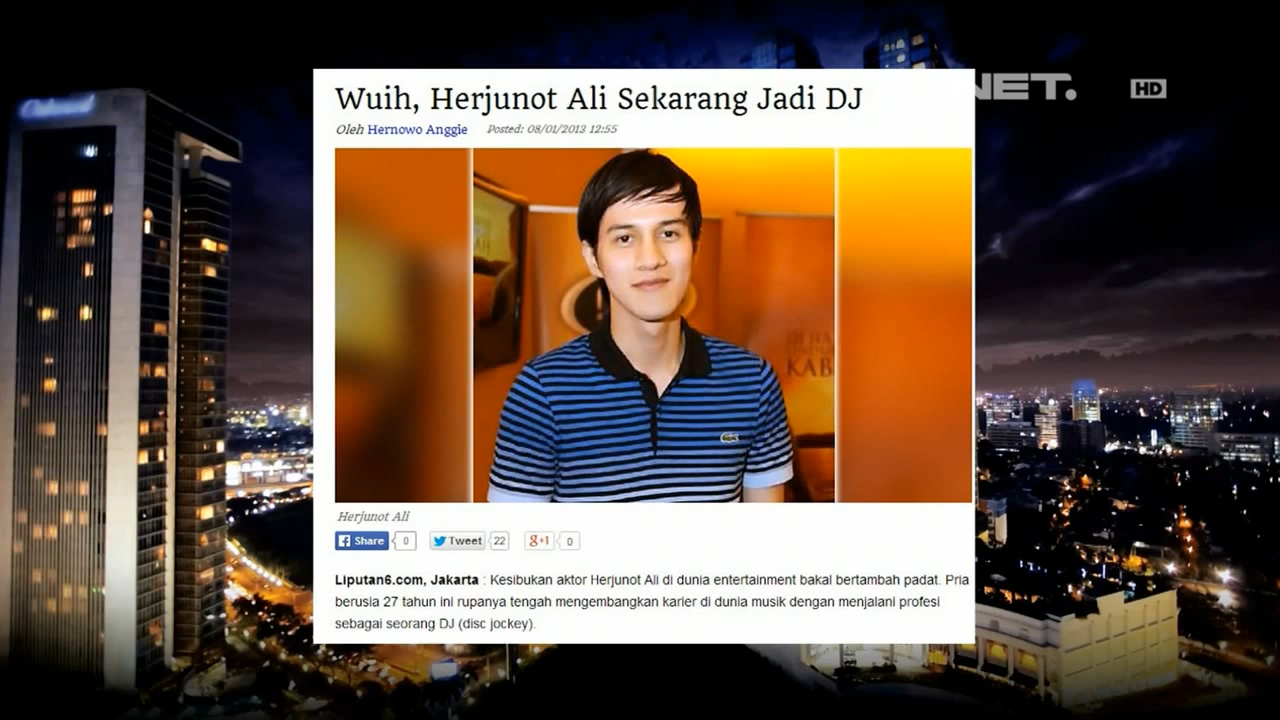 Wuih, Herjunot Ali Sekarang Jadi DJ
NET. HD
Oleh Hernowo Anggie Posted: 08/01/2013 12:55
KAB
Herjunot Ali
Share 0 Tweet 22 g+1 0
Liputan6.com, Jakarta : Kesibukan aktor Herjunot Ali di dunia entertainment bakal bertambah padat. Pria
berusia 27 tahun ini rupanya tengah mengembangkan karier di dunia musik dengan menjalani profesi
sebagai seorang DJ (disc jockey).